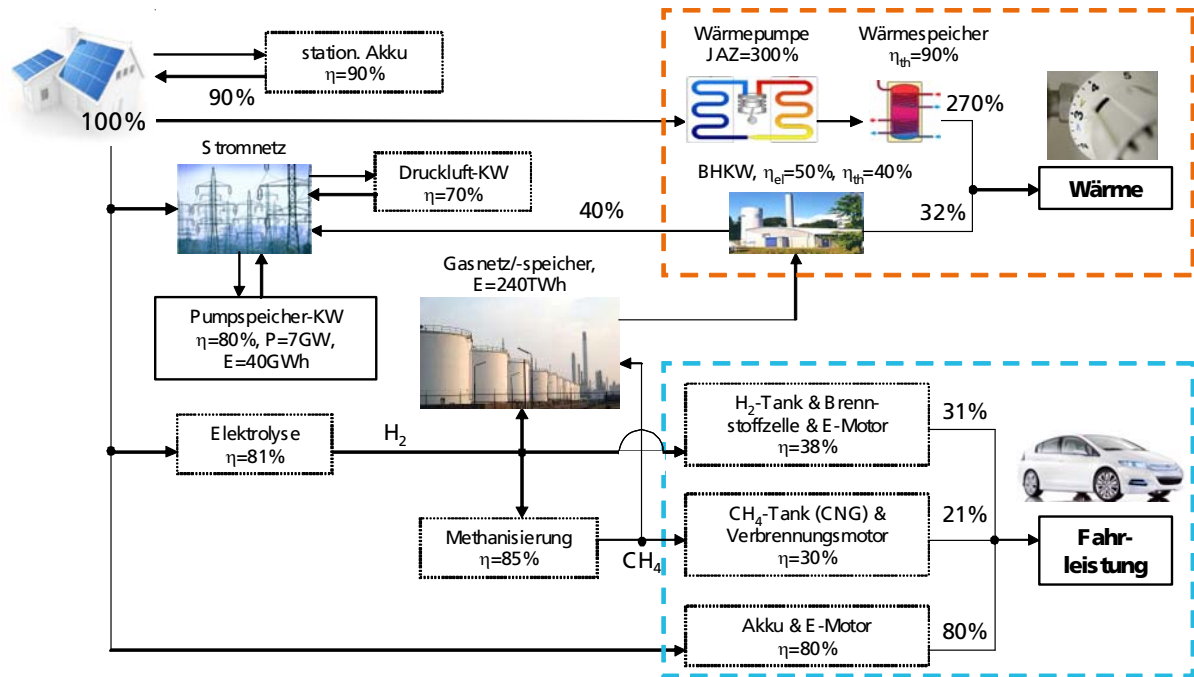 station. Akku
η=90%
90%
100%
Wärmepumpe
JAZ=300%
Wärmespeicher
ηth=90%
270%
Stromnetz
Druckluft-KW
η=70%
BHKW, ηel=50%, ηth=40%
40%
32%
Wärme
Gasnetz/-speicher,
E=240TWh
Pumpspeicher-KW
η=80%, P=7GW,
E=40GWh
Elektrolyse
η=81%
H2
H2-Tank & Brenn-
stoffzelle & E-Motor
η=38%
31%
Methanisierung
η=85%
CH4
CH4-Tank (CNG) &
Verbrennungsmotor
η=30%
21%
Fahr-
leistung
Akku & E-Motor
η=80%
80%